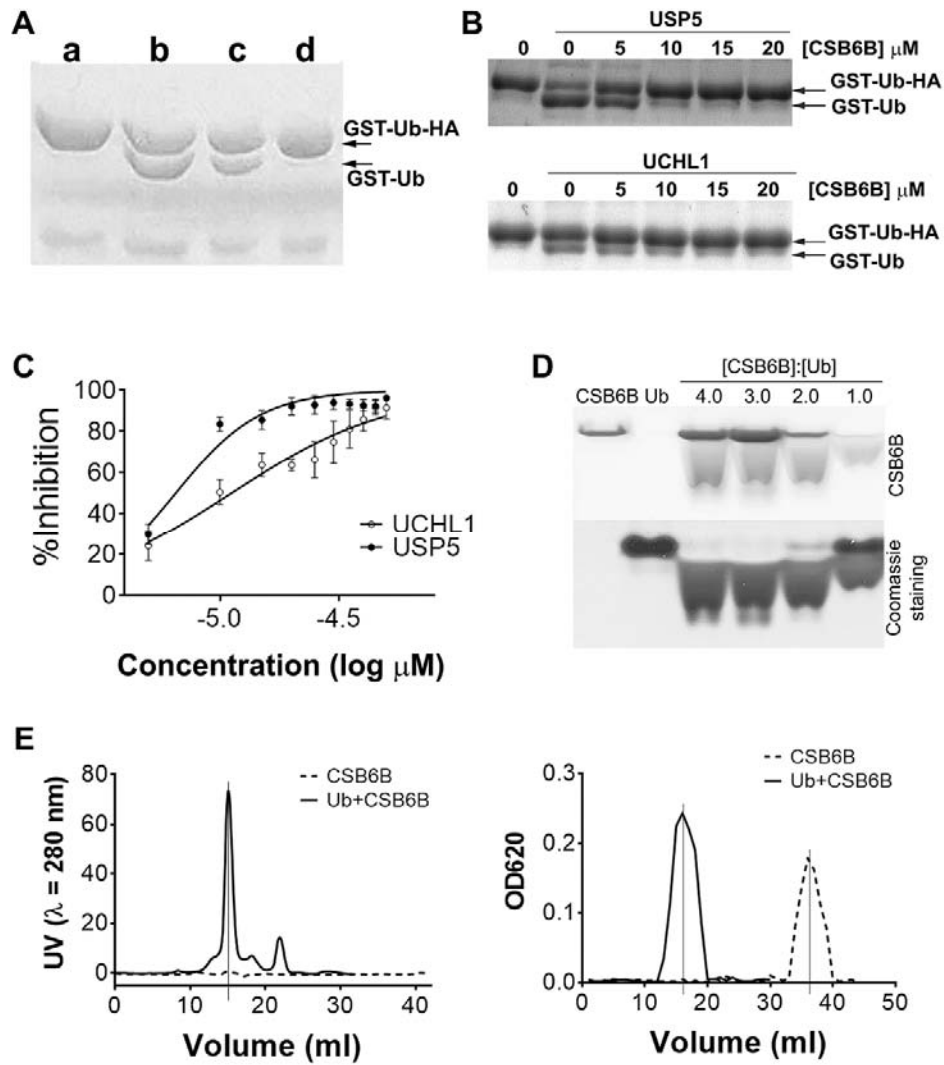 A
a b c d
GST-Ub-HA
GST-Ub
B
USP5
0 0 5 10 15 20 [CSB6B] μM
GST-Ub-HA
GST-Ub
UCHL1
0 0 5 10 15 20 [CSB6B] μM
GST-Ub-HA
GST-Ub
C
%Inhibition
100
80
60
40
20
0
UCHL1
USP5
-5.0 -4.5
Concentration (log μM)
D
[CSB6B]:[Ub]
CSB6B Ub 4.0 3.0 2.0 1.0
CSB6B
Coomassie
staining
E
UV (λ = 280 nm)
80
60
40
20
0
CSB6B
Ub+CSB6B
0 10 20 30 40
Volume (ml)
OD620
0.3
0.2
0.1
0.0
CSB6B
Ub+CSB6B
0 10 20 30 40 50
Volume (ml)